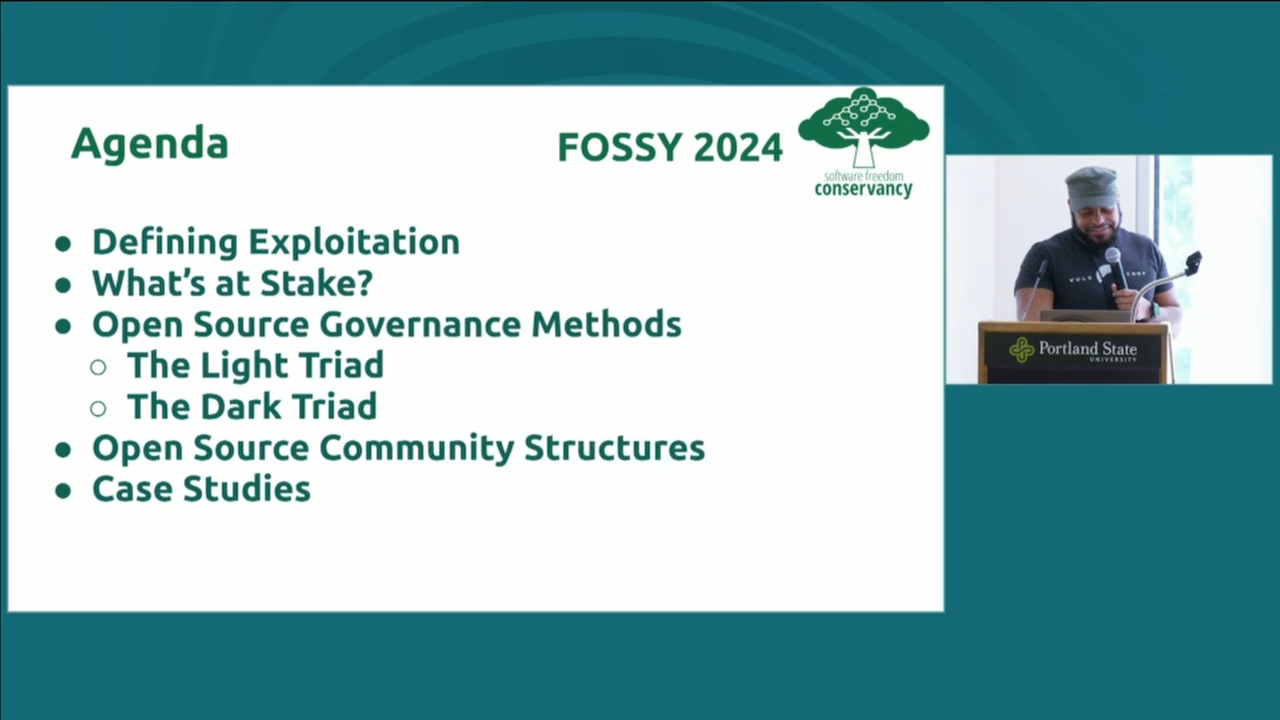 Agenda
FOSSY 2024
software freedom
conservancy
● Defining Exploitation
● What's at Stake?
● Open Source Governance Methods
○ The Light Triad
○ The Dark Triad
● Open Source Community Structures
● Case Studies
Portland State
UNIVERSITY